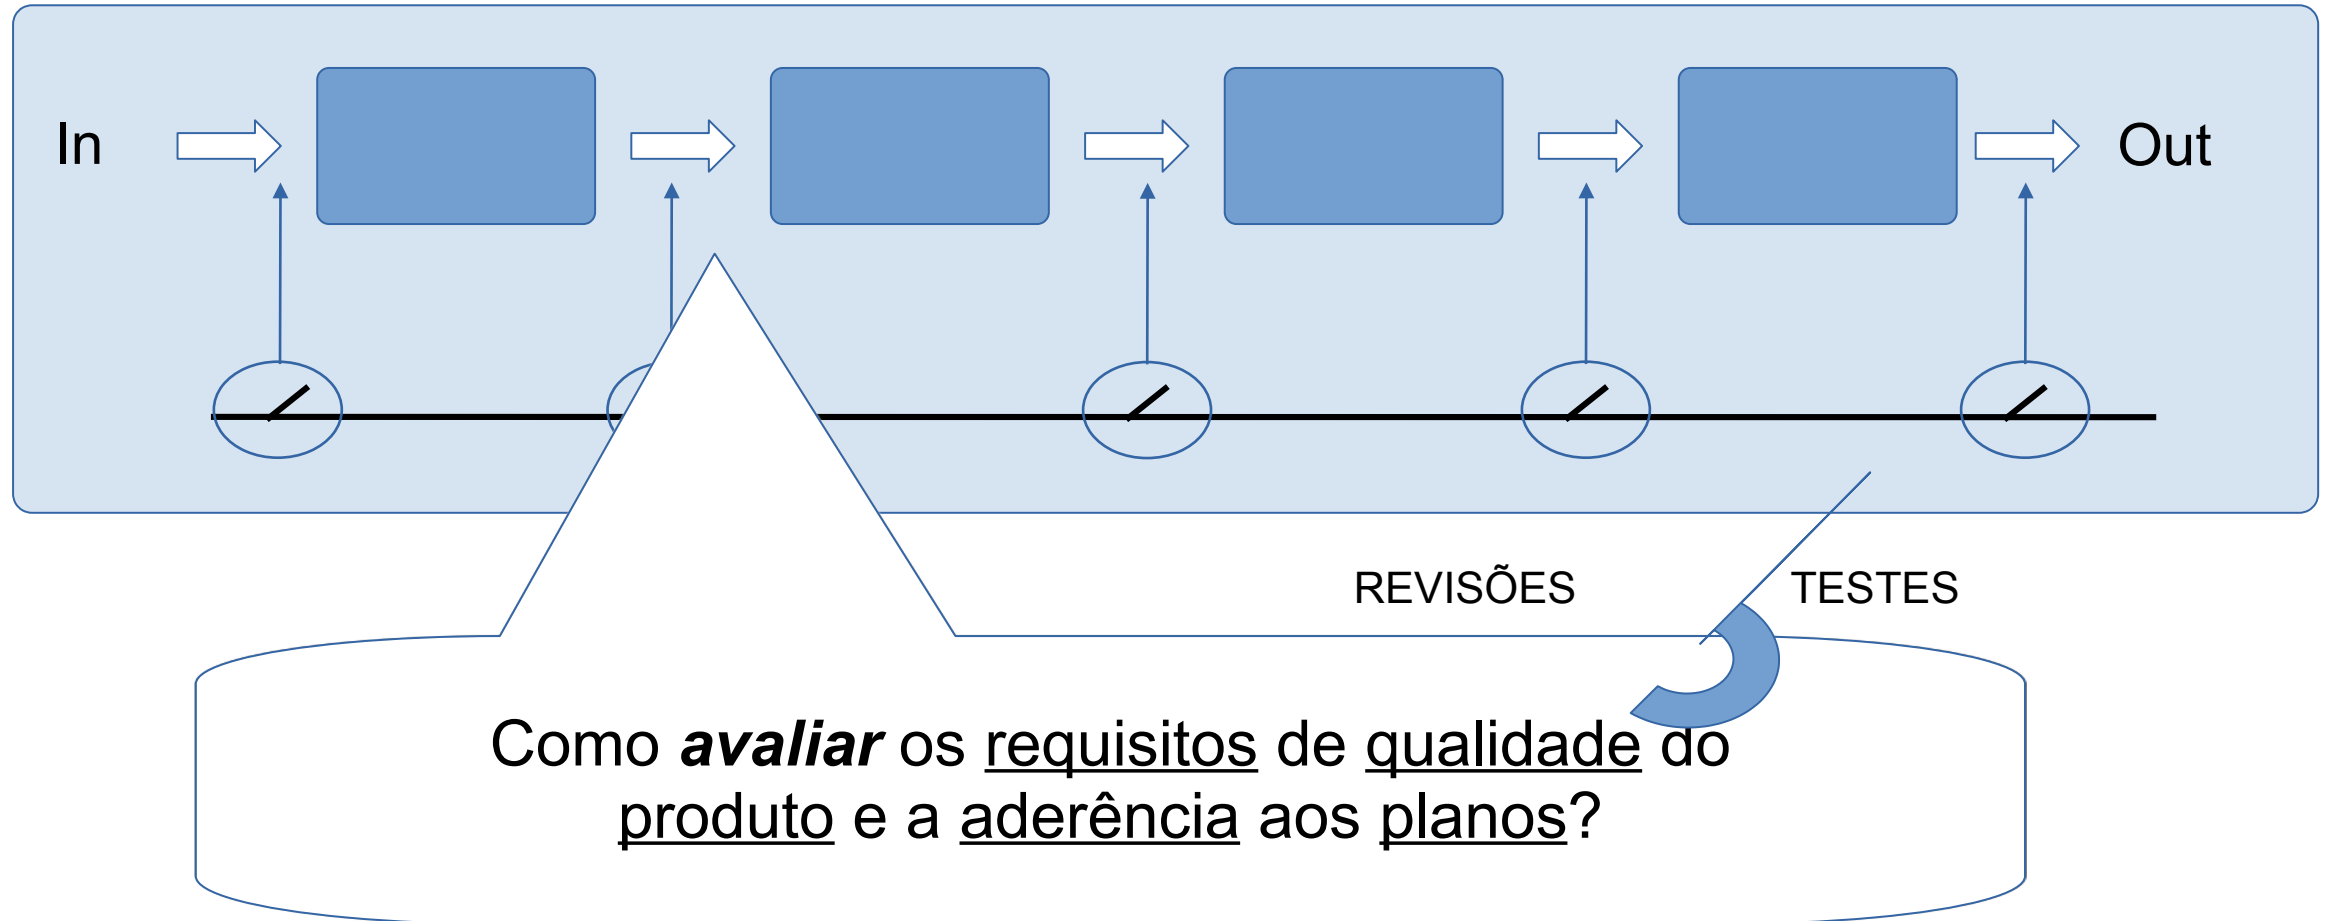 In
Out
REVISÕES
TESTES
Como avaliar os requisitos de qualidade do
produto e a aderência aos planos?